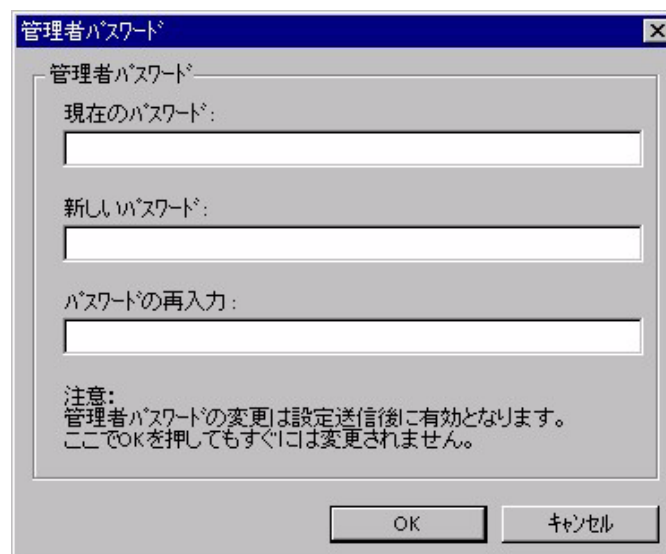 管理者ﾊﾟｽﾜｰﾄﾞ
管理者ﾊﾟｽﾜｰﾄﾞ
現在のﾊﾟｽﾜｰﾄﾞ:
新しいﾊﾟｽﾜｰﾄﾞ:
ﾊﾟｽﾜｰﾄﾞの再入力:
注意:
管理者ﾊﾟｽﾜｰﾄﾞの変更は設定送信後に有効となります。
ここでOKを押してもすぐには変更されません。
OK
ｷｬﾝｾﾙ